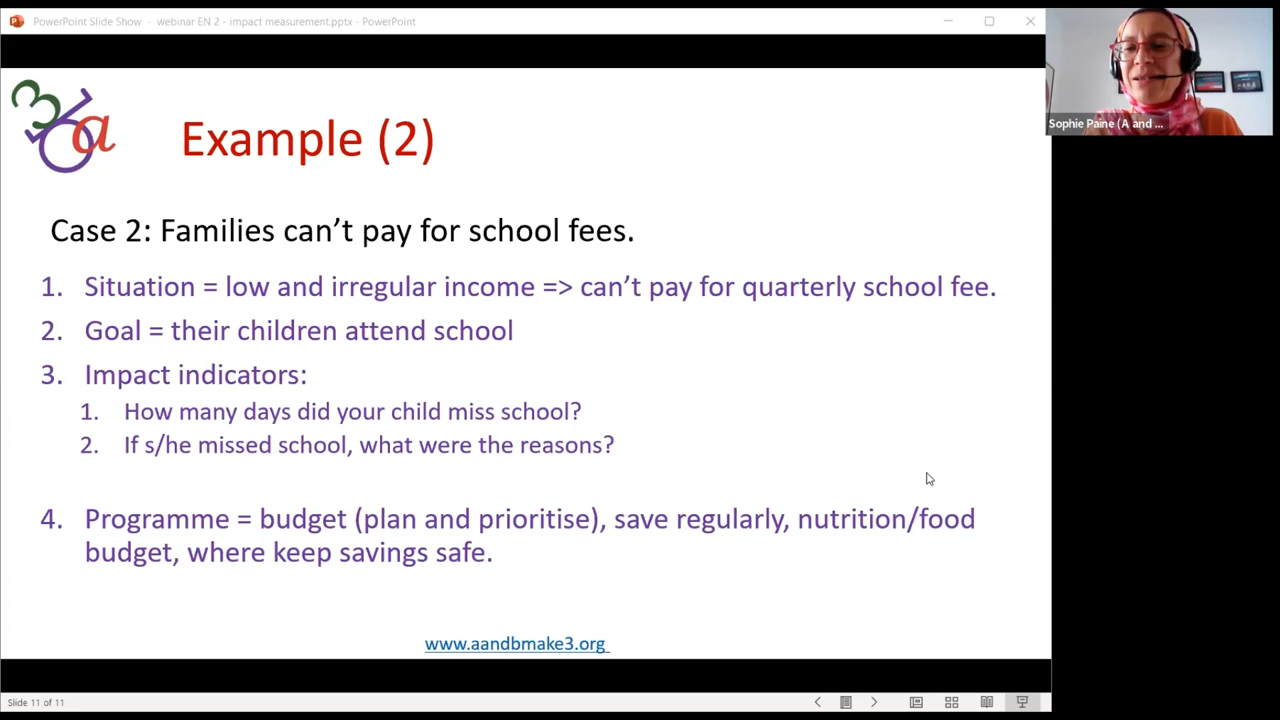 PowerPoint Slide Show - webinar EN 2 - impact measurement.pptx - PowerPoint
Sophie Paine (A and ...
3
1
6a
Example (2)
Case 2: Families can't pay for school fees.
1. Situation = low and irregular income => can't pay for quarterly school fee.
2. Goal = their children attend school
3. Impact indicators:
1. How many days did your child miss school?
2. If s/he missed school, what were the reasons?
4. Programme = budget (plan and prioritise), save regularly, nutrition/food
budget, where keep savings safe.
www.aandbmake3.org
Slide 11 of 11